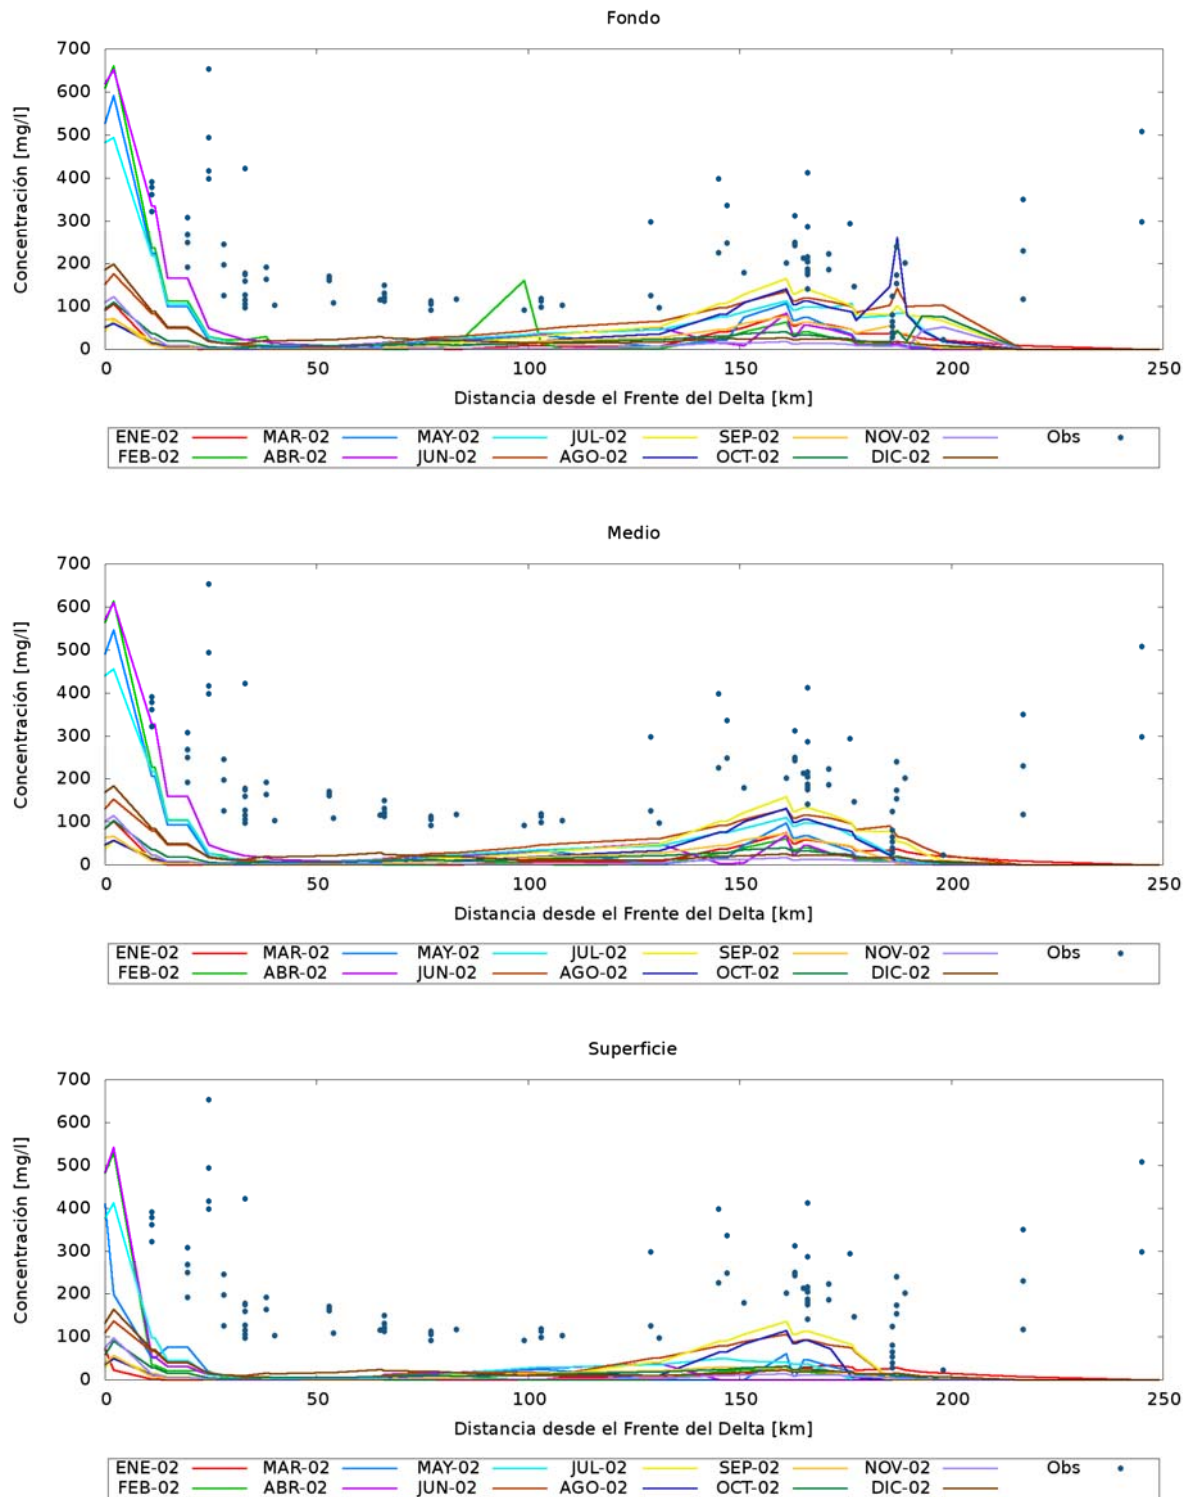 Fondo
700
600
500
400
300
200
100
0
Concentración [mg/l]
0 50 100 150 200 250
Distancia desde el Frente del Delta [km]
ENE-02 MAR-02 MAY-02 JUL-02 SEP-02 NOV-02 Obs
FEB-02 ABR-02 JUN-02 AGO-02 OCT-02 DIC-02
Medio
700
600
500
400
300
200
100
0
Concentración [mg/l]
0 50 100 150 200 250
Distancia desde el Frente del Delta [km]
ENE-02 MAR-02 MAY-02 JUL-02 SEP-02 NOV-02 Obs
FEB-02 ABR-02 JUN-02 AGO-02 OCT-02 DIC-02
Superficie
700
600
500
400
300
200
100
0
Concentración [mg/l]
0 50 100 150 200 250
Distancia desde el Frente del Delta [km]
ENE-02 MAR-02 MAY-02 JUL-02 SEP-02 NOV-02 Obs
FEB-02 ABR-02 JUN-02 AGO-02 OCT-02 DIC-02